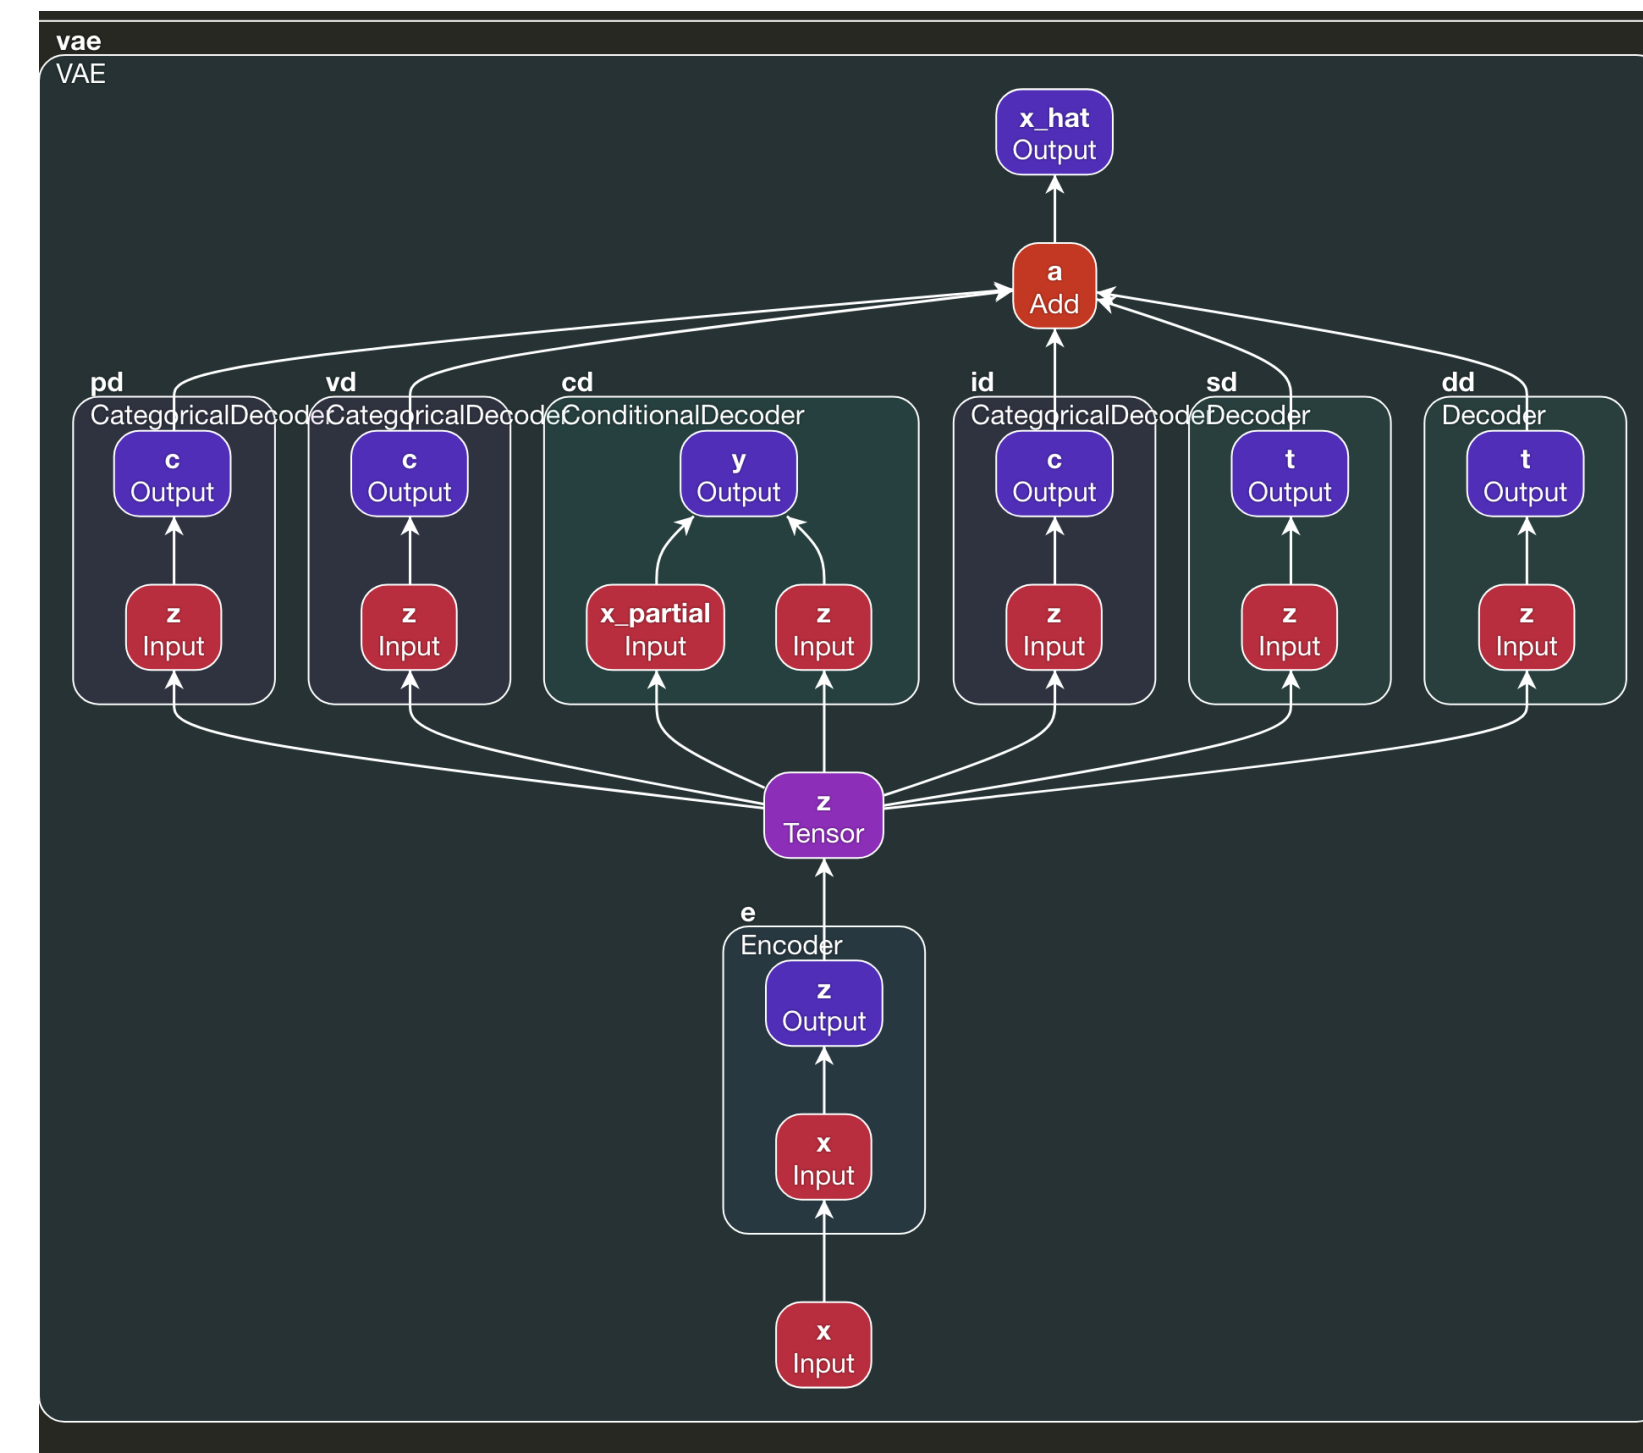 vae
VAE
x_hat
Output
a
Add
pd
CategoricalDecoder
c
Output
z
Input
vd
CategoricalDecoder
c
Output
z
Input
cd
ConditionalDecoder
y
Output
x_partial
Input
z
Input
id
CategoricalDecoder
c
Output
z
Input
sd
Decoder
t
Output
z
Input
dd
Decoder
t
Output
z
Input
z
Tensor
e
Encoder
z
Output
x
Input
x
Input